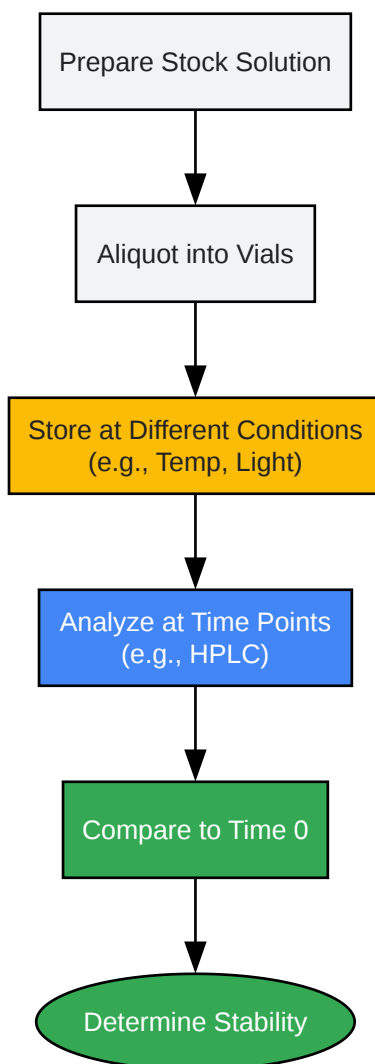 Prepare Stock Solution
Aliquot into Vials
Store at Different Conditions
(e.g., Temp, Light)
Analyze at Time Points
(e.g., HPLC)
Compare to Time 0
Determine Stability